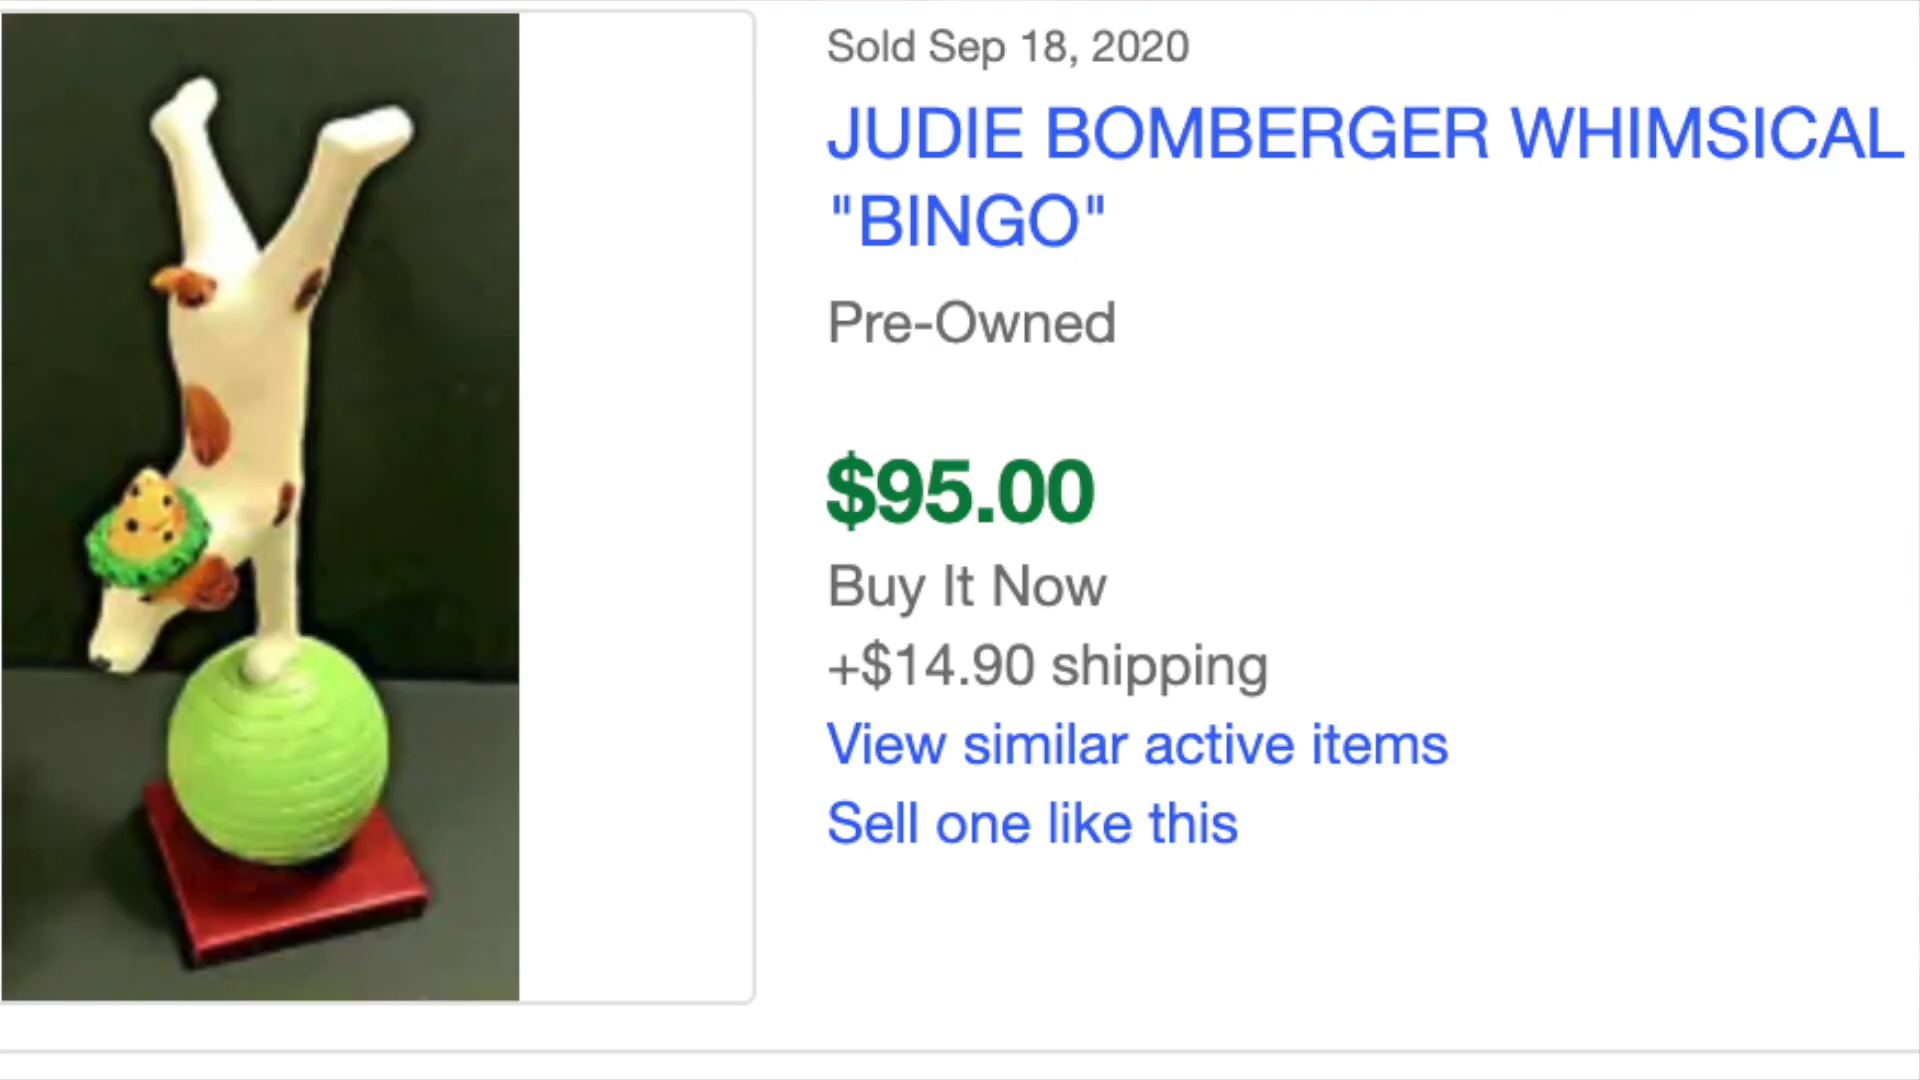 Sold Sep 18, 2020
JUDIE BOMBERGER WHIMSICAL
"BINGO"
Pre-Owned
$95.00
Buy It Now
+$14.90 shipping
View similar active items
Sell one like this